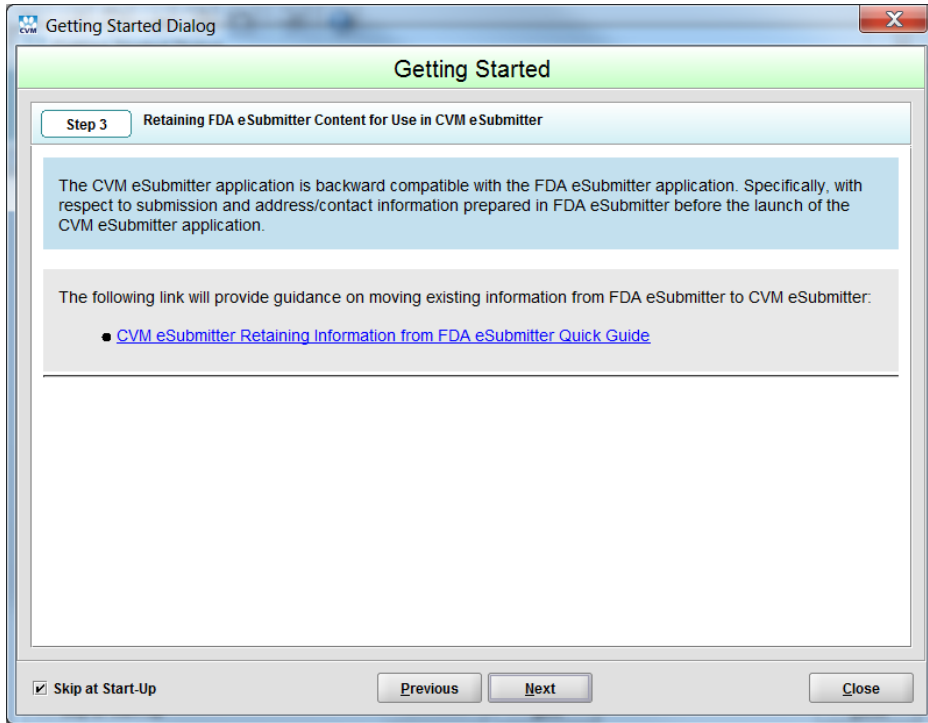 CVM
Getting Started Dialog
X
Getting Started
Step 3
Retaining FDA eSubmitter Content for Use in CVM eSubmitter
The CVM eSubmitter application is backward compatible with the FDA eSubmitter application. Specifically, with
respect to submission and address/contact information prepared in FDA eSubmitter before the launch of the
CVM eSubmitter application.
The following link will provide guidance on moving existing information from FDA eSubmitter to CVM eSubmitter:
● CVM eSubmitter Retaining Information from FDA eSubmitter Quick Guide
Skip at Start-Up
Previous
Next
Close